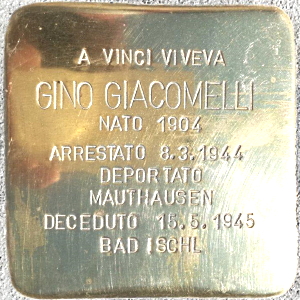 A VINCI VIVEVA
GINO GIACOMELLI
NATO 1904
ARRESTATO 8.3.1944
DEPORTATO
MAUTHAUSEN
DECEDUTO 15.5.1945
BAD ISCHL